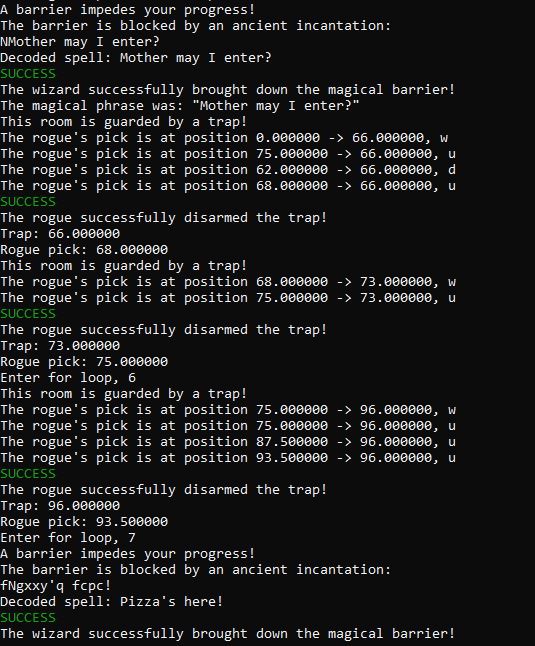 A barrier impedes your progress!
The barrier is blocked by an ancient incantation:
NMother may I enter?
Decoded spell: Mother may I enter?
SUCCESS
The wizard successfully brought down the magical barrier!
The magical phrase was: "Mother may I enter?"
This room is guarded by a trap!
The rogue's pick is at position 0.000000 -> 66.000000, w
The rogue's pick is at position 75.000000 -> 66.000000, u
The rogue's pick is at position 62.000000 -> 66.000000, d
The rogue's pick is at position 68.000000 -> 66.000000, u
SUCCESS
The rogue successfully disarmed the trap!
Trap: 66.000000
Rogue pick: 68.000000
This room is guarded by a trap!
The rogue's pick is at position 68.000000 -> 73.000000, w
The rogue's pick is at position 75.000000 -> 73.000000, u
SUCCESS
The rogue successfully disarmed the trap!
Trap: 73.000000
Rogue pick: 75.000000
Enter for loop, 6
This room is guarded by a trap!
The rogue's pick is at position 75.000000 -> 96.000000, w
The rogue's pick is at position 75.000000 -> 96.000000, u
The rogue's pick is at position 87.500000 -> 96.000000, u
The rogue's pick is at position 93.500000 -> 96.000000, u
SUCCESS
The rogue successfully disarmed the trap!
Trap: 96.000000
Rogue pick: 93.500000
Enter for loop, 7
A barrier impedes your progress!
The barrier is blocked by an ancient incantation:
fNgxxy'q fcpc!
Decoded spell: Pizza's here!
SUCCESS
The wizard successfully brought down the magical barrier!